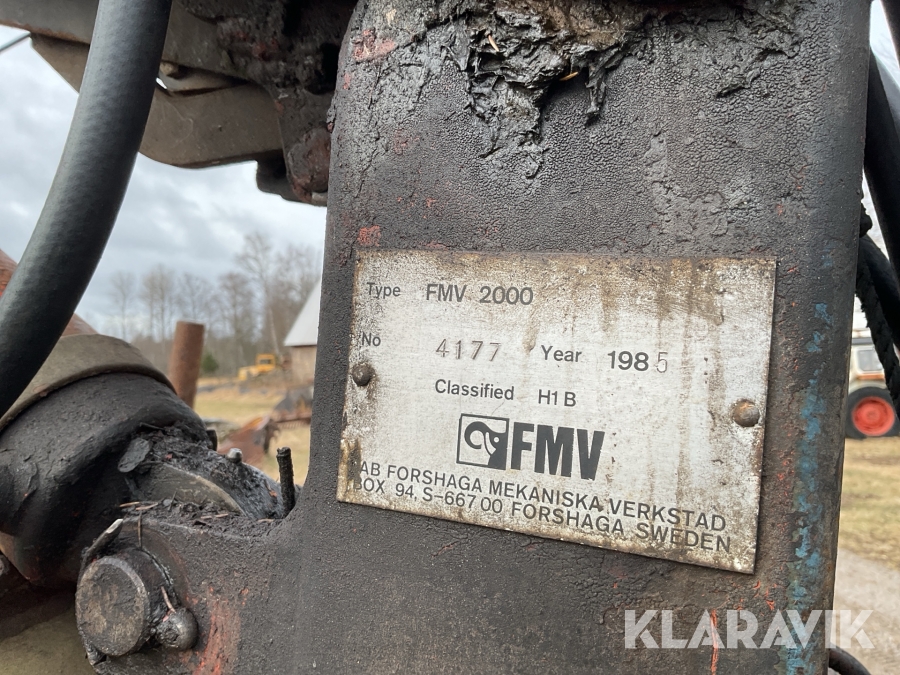 Type FMV 2000
No 4177 Year 1985
Classified H1B
FMV
AB FORSHAGA MEKANISKA VERKSTAD
BOX 94, S-667 00 FORSHAGA, SWEDEN
KLARAVIK